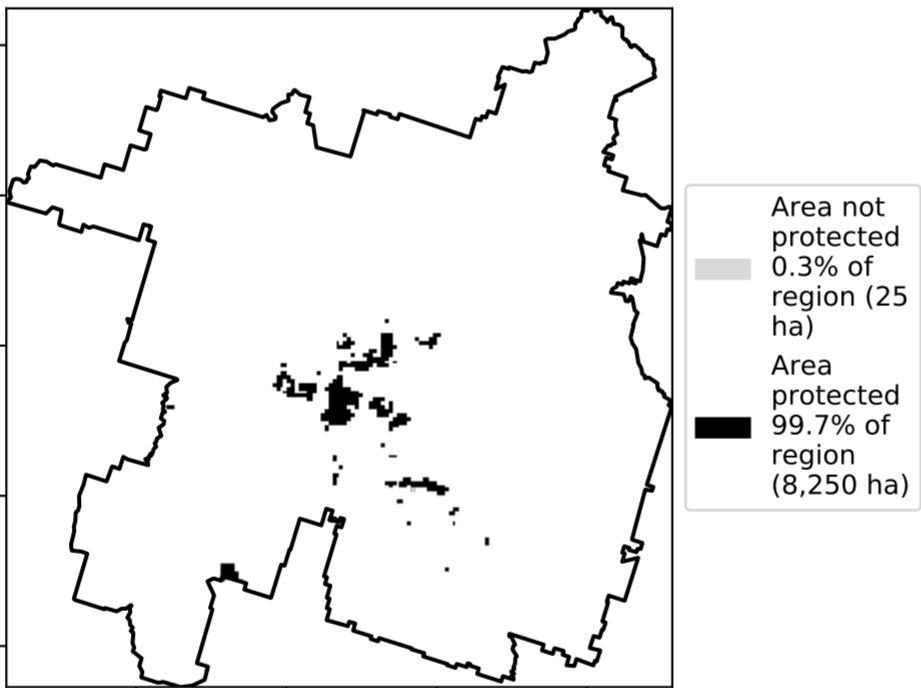 Area not
protected
0.3% of
region (25
ha)
Area
protected
99.7% of
region
(8,250 ha)